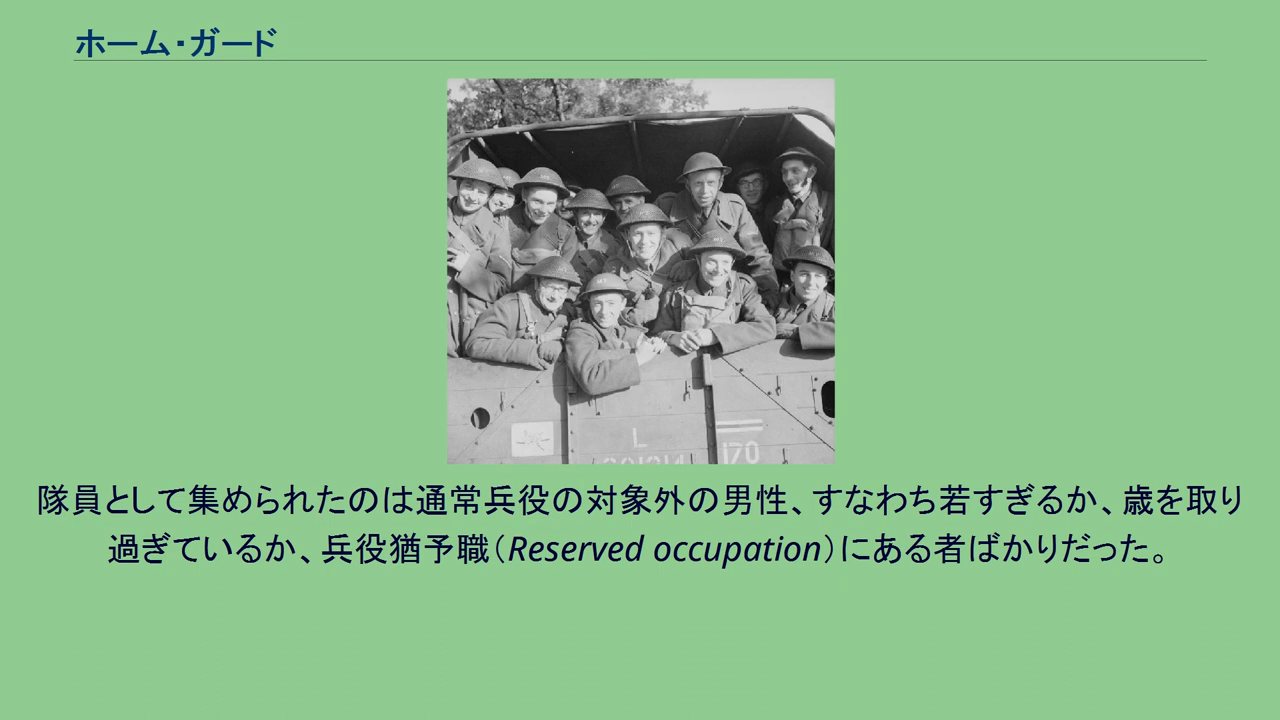 ホーム・ガード
L
170
隊員として集められたのは通常兵役の対象外の男性、すなわち若すぎるか、歳を取り
過ぎているか、兵役猶予職（Reserved occupation）にある者ばかりだった。